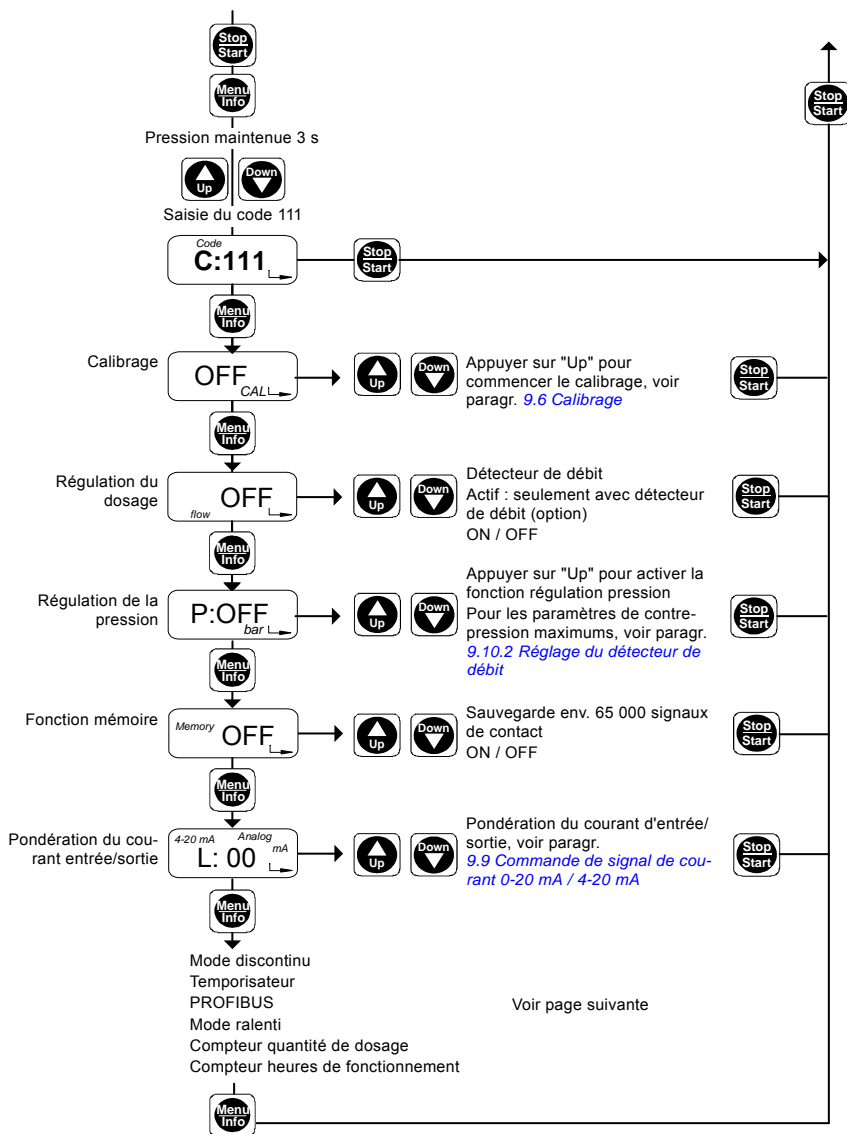 Stop
Start
Menu
Info
Pression maintenue 3 s
Up
Down
Saisie du code 111
Stop
Start
Code
C:111
Stop
Start
Menu
Info
Calibrage
OFF
CAL
Up
Down
Appuyer sur "Up" pour
commencer le calibrage, voir
paragr. 9.6 Calibrage
Stop
Start
Menu
Info
Régulation du
dosage
flow
OFF
Up
Down
Détecteur de débit
Actif : seulement avec détecteur
de débit (option)
ON / OFF
Stop
Start
Menu
Info
Régulation de la
pression
P:OFF
bar
Up
Down
Appuyer sur "Up" pour activer la
fonction régulation pression
Pour les paramètres de contre-
pression maximums, voir paragr.
9.10.2 Réglage du détecteur de
débit
Stop
Start
Menu
Info
Fonction mémoire
Memory
OFF
Up
Down
Sauvegarde env. 65 000 signaux
de contact
ON / OFF
Stop
Start
Menu
Info
Pondération du cou-
rant entrée/sortie
4-20 mA
Analog
mA
L: 00
Up
Down
Pondération du courant d'entrée/
sortie, voir paragr.
9.9 Commande de signal de cou-
rant 0-20 mA / 4-20 mA
Stop
Start
Menu
Info
Mode discontinu
Temporisateur
PROFIBUS
Mode ralenti
Compteur quantité de dosage
Compteur heures de fonctionnement
Voir page suivante
Menu
Info